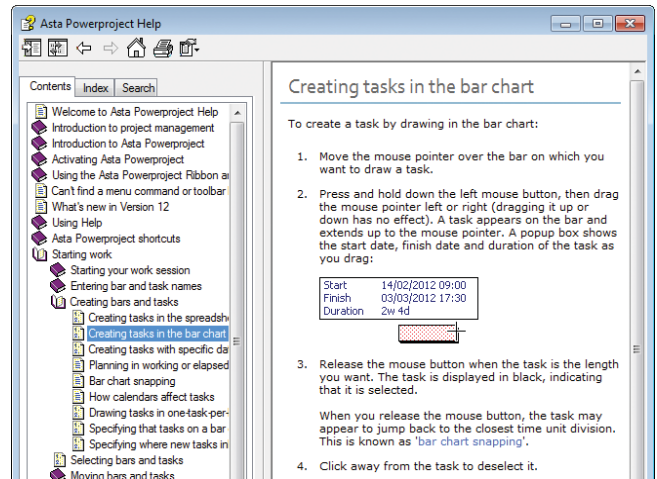 Asta Powerproject Help
Contents Index Search
Welcome to Asta Powerproject Help
Introduction to project management
Introduction to Asta Powerproject
Activating Asta Powerproject
Using the Asta Powerproject Ribbon a
Can't find a menu command or toolbar
What's new in Version 12
Using Help
Asta Powerproject shortcuts
Starting work
Starting your work session
Entering bar and task names
Creating bars and tasks
Creating tasks in the spreadsh
Creating tasks in the bar chart
Creating tasks with specific da
Planning in working or elapsed
Bar chart snapping
How calendars affect tasks
Drawing tasks in one-task-per-
Specifying that tasks on a bar
Specifying where new tasks in
Selecting bars and tasks
Moving bars and tasks
Creating tasks in the bar chart
To create a task by drawing in the bar chart:
1. Move the mouse pointer over the bar on which you
want to draw a task.
2. Press and hold down the left mouse button, then drag
the mouse pointer left or right (dragging it up or
down has no effect). A task appears on the bar and
extends up to the mouse pointer. A popup box shows
the start date, finish date and duration of the task as
you drag:
Start 14/02/2012 09:00
Finish 03/03/2012 17:30
Duration 2w 4d
3. Release the mouse button when the task is the length
you want. The task is displayed in black, indicating
that it is selected.
When you release the mouse button, the task may
appear to jump back to the closest time unit division.
This is known as 'bar chart snapping'.
4. Click away from the task to deselect it.